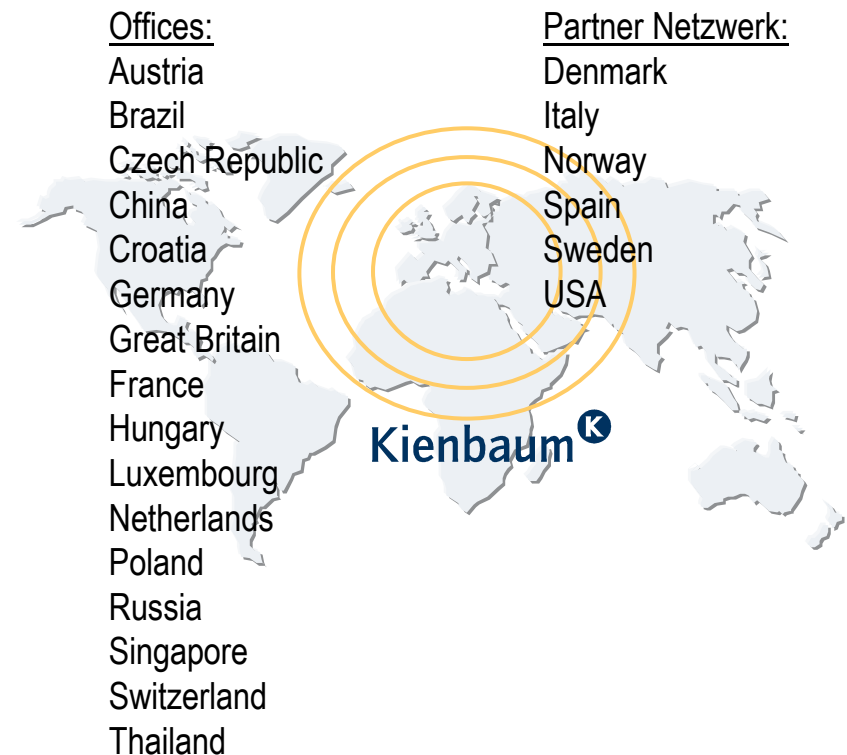 Offices:
Austria
Brazil
Czech Republic
China
Croatia
Germany
Great Britain
France
Hungary
Luxembourg
Netherlands
Poland
Russia
Singapore
Switzerland
Thailand
Partner Netzwerk:
Denmark
Italy
Norway
Spain
Sweden
USA
Kienbaum K